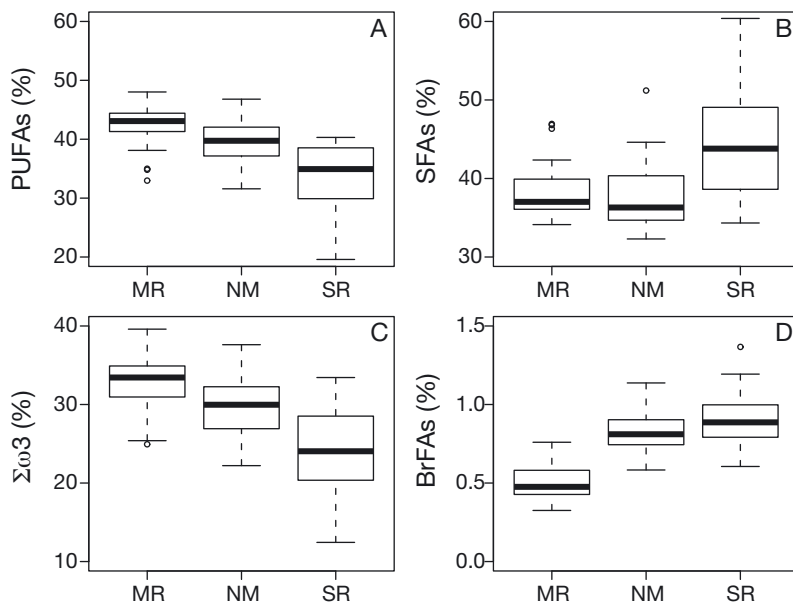 A
PUFAs (%)
60
50
40
30
20
MR NM SR
B
SFAs (%)
60
50
40
30
MR NM SR
C
Σω3 (%)
40
30
20
10
MR NM SR
D
BrFAs (%)
1.5
1.0
0.5
0.0
MR NM SR